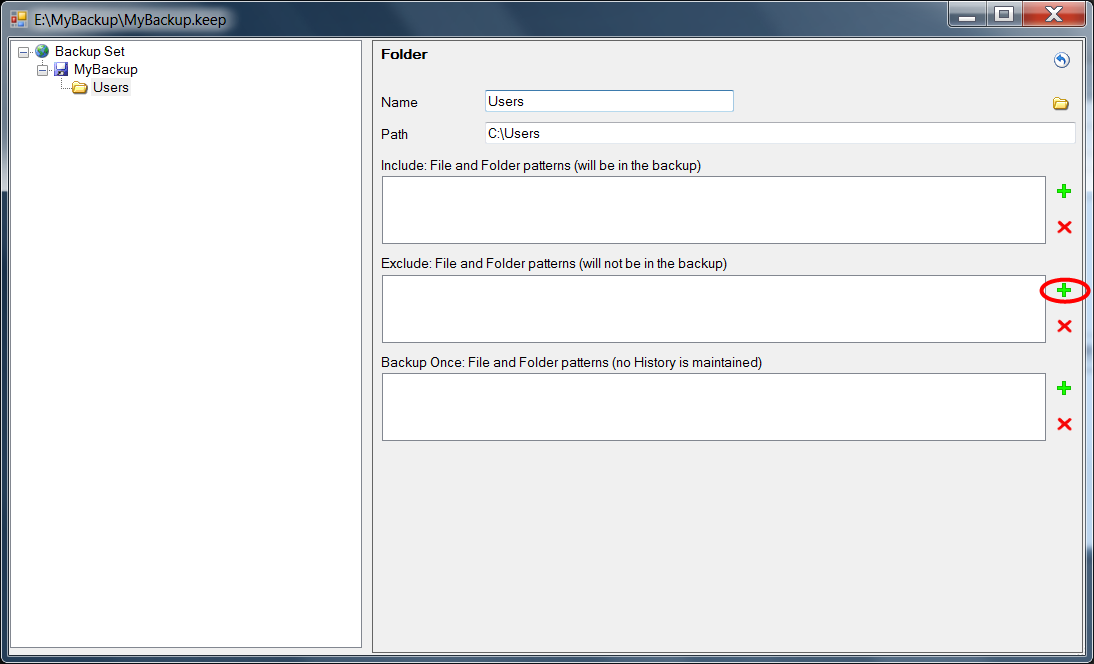 E:\MyBackup\MyBackup.keep
Backup Set
MyBackup
Users
Folder
Name
Users
Path
C:\Users
Include: File and Folder patterns (will be in the backup)
Exclude: File and Folder patterns (will not be in the backup)
Backup Once: File and Folder patterns (no History is maintained)